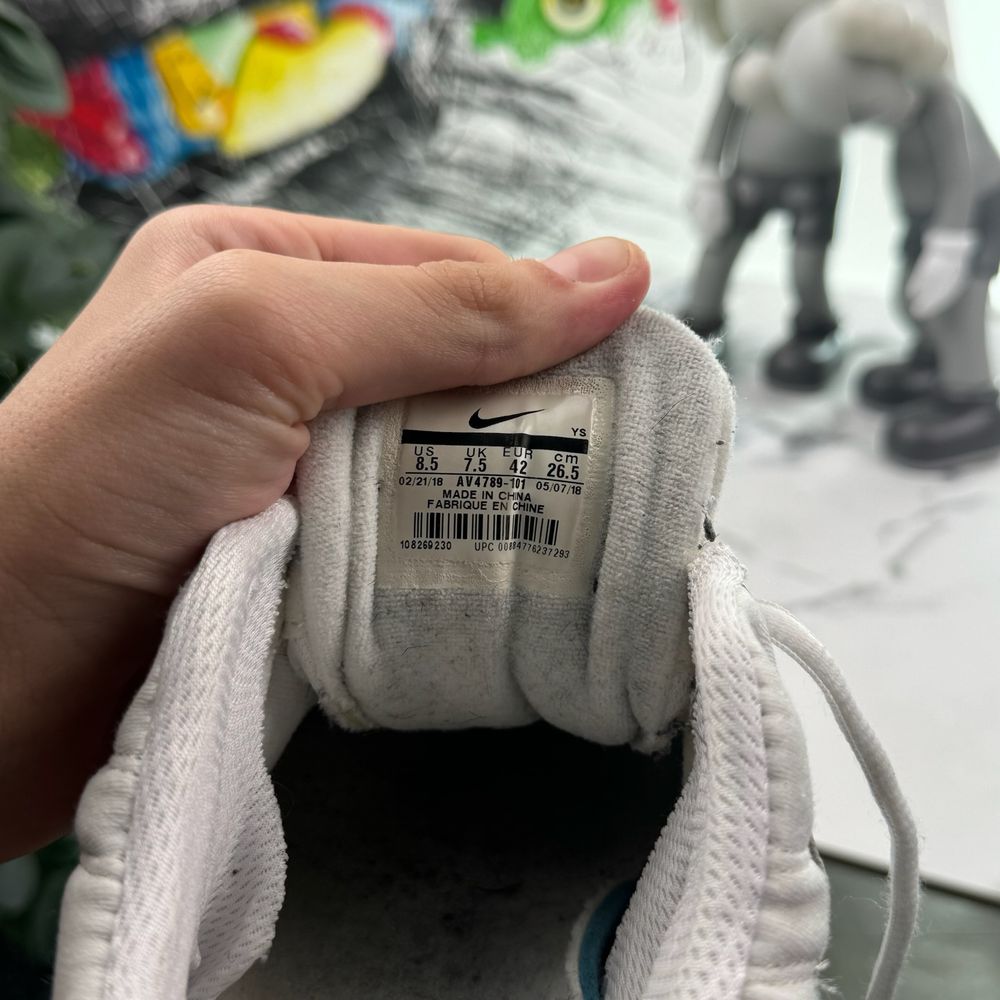 YS
US UK EUR cm
8.5 7.5 42 26.5
02/21/18 AV4789-101 05/07/18
MADE IN CHINA
FABRIQUE EN CHINE
108269230 UPC 00884776237293